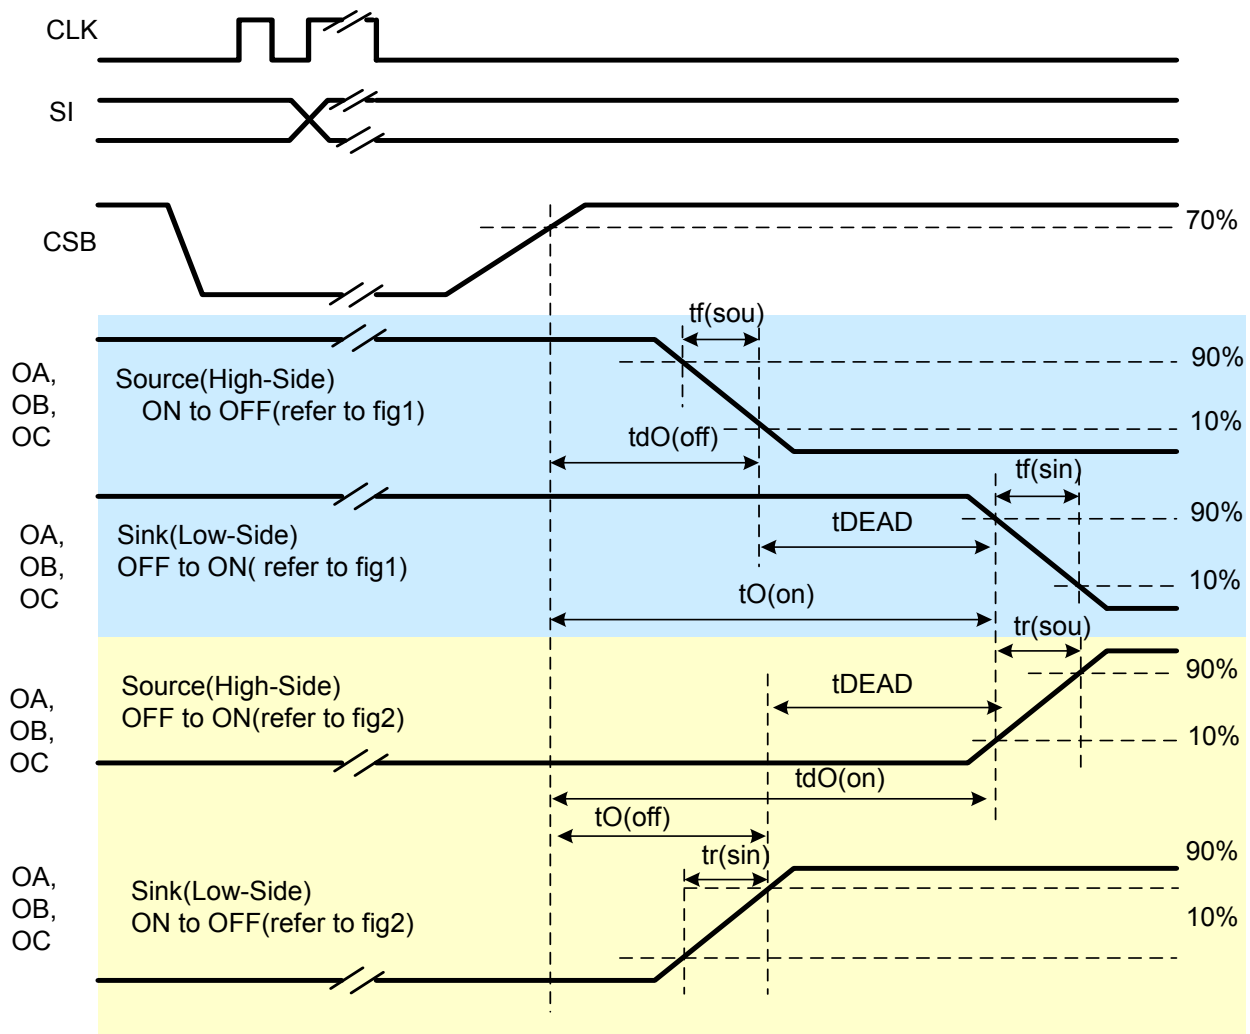 CLK
SI
CSB
70%
tf(sou)
OA,
OB,
OC
Source(High-Side)
ON to OFF(refer to fig1)
90%
10%
tdO(off)
tf(sin)
OA,
OB,
OC
Sink(Low-Side)
OFF to ON( refer to fig1)
tDEAD
90%
10%
tO(on)
tr(sou)
OA,
OB,
OC
Source(High-Side)
OFF to ON(refer to fig2)
tDEAD
90%
10%
tdO(on)
tO(off)
tr(sin)
OA,
OB,
OC
Sink(Low-Side)
ON to OFF(refer to fig2)
90%
10%